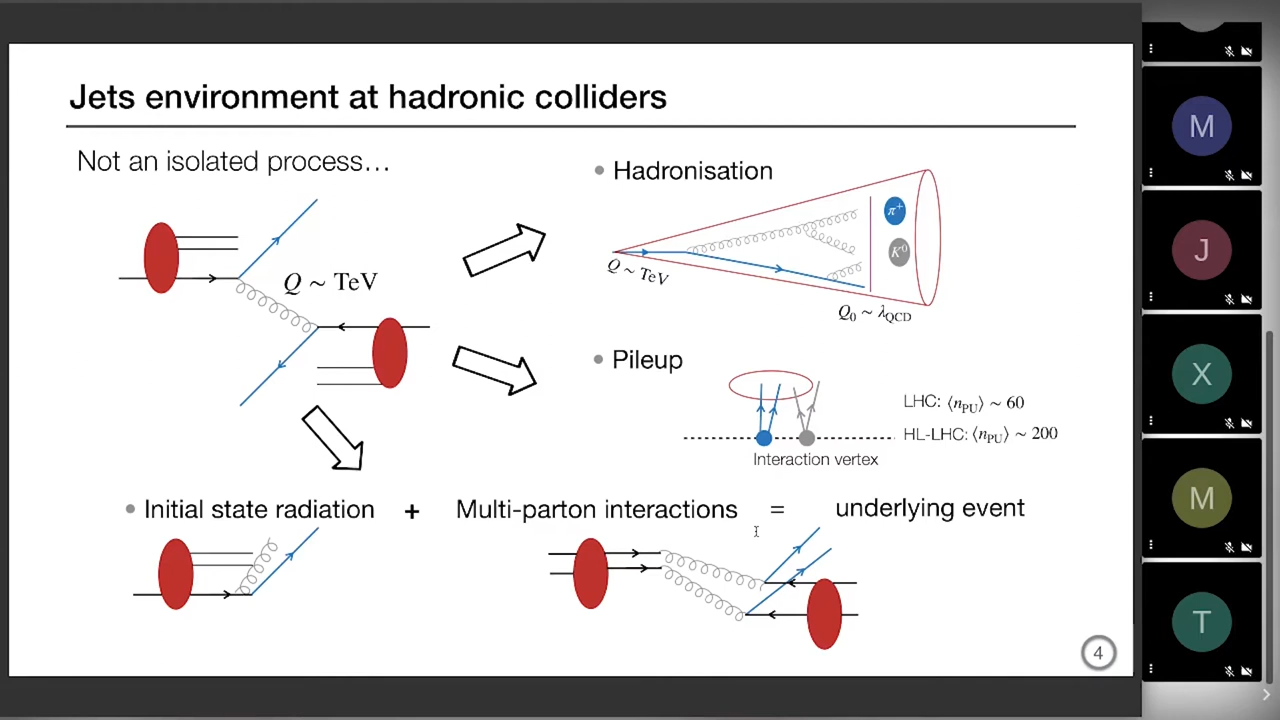 Jets environment at hadronic colliders
Not an isolated process…
Q ∼ TeV
• Hadronisation
π+
K0
Q ∼ TeV
Q0 ∼ λQCD
• Pileup
LHC: ⟨nPU⟩ ∼ 60
HL-LHC: ⟨nPU⟩ ∼ 200
Interaction vertex
• Initial state radiation + Multi-parton interactions = underlying event
4
M
J
X
M
T